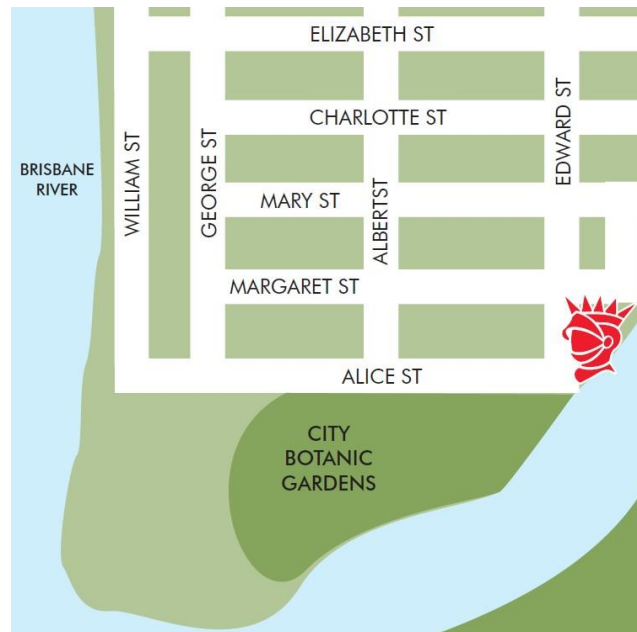 ELIZABETH ST
CHARLOTTE ST
EDWARD ST
BRISBANE
RIVER
WILLIAM ST
GEORGE ST
MARY ST
ALBERTST
MARGARET ST
ALICE ST
CITY
BOTANIC
GARDENS